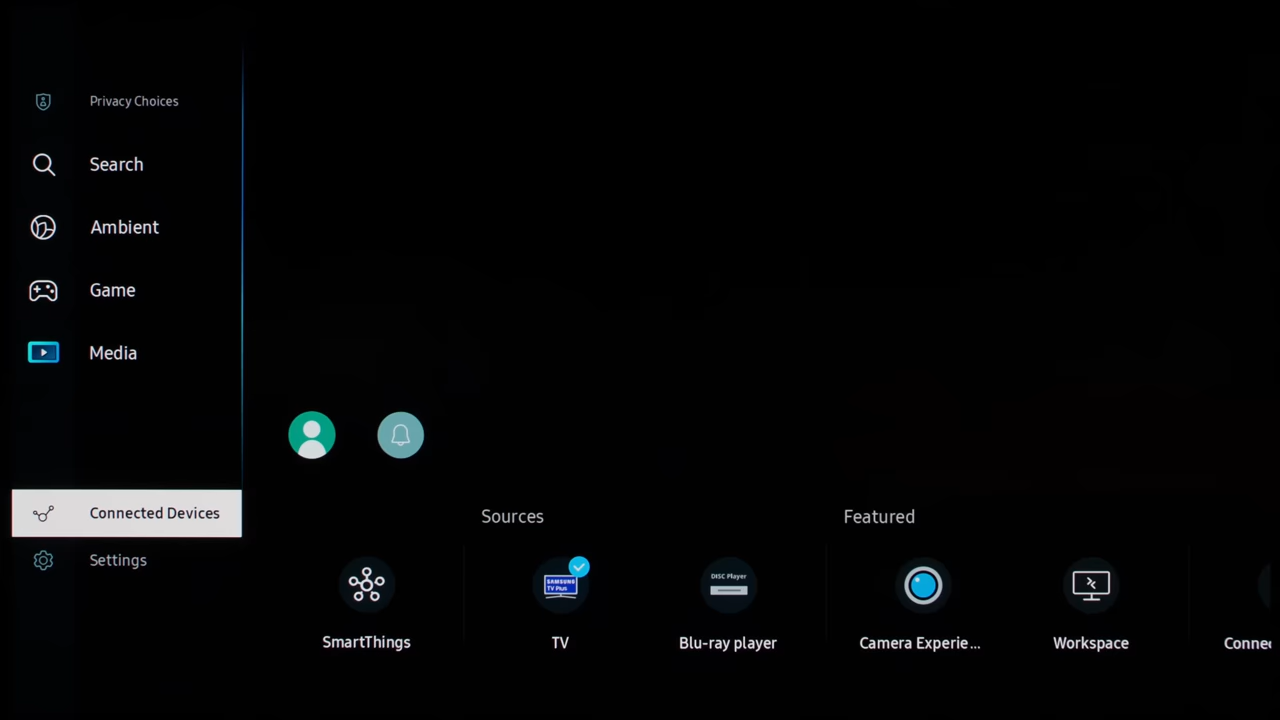 Privacy Choices
Search
Ambient
Game
Media
Connected Devices
Settings
Sources
Featured
SAMSUNG
TV Plus
DISC Player
SmartThings
TV
Blu-ray player
Camera Experie...
Workspace
Connec